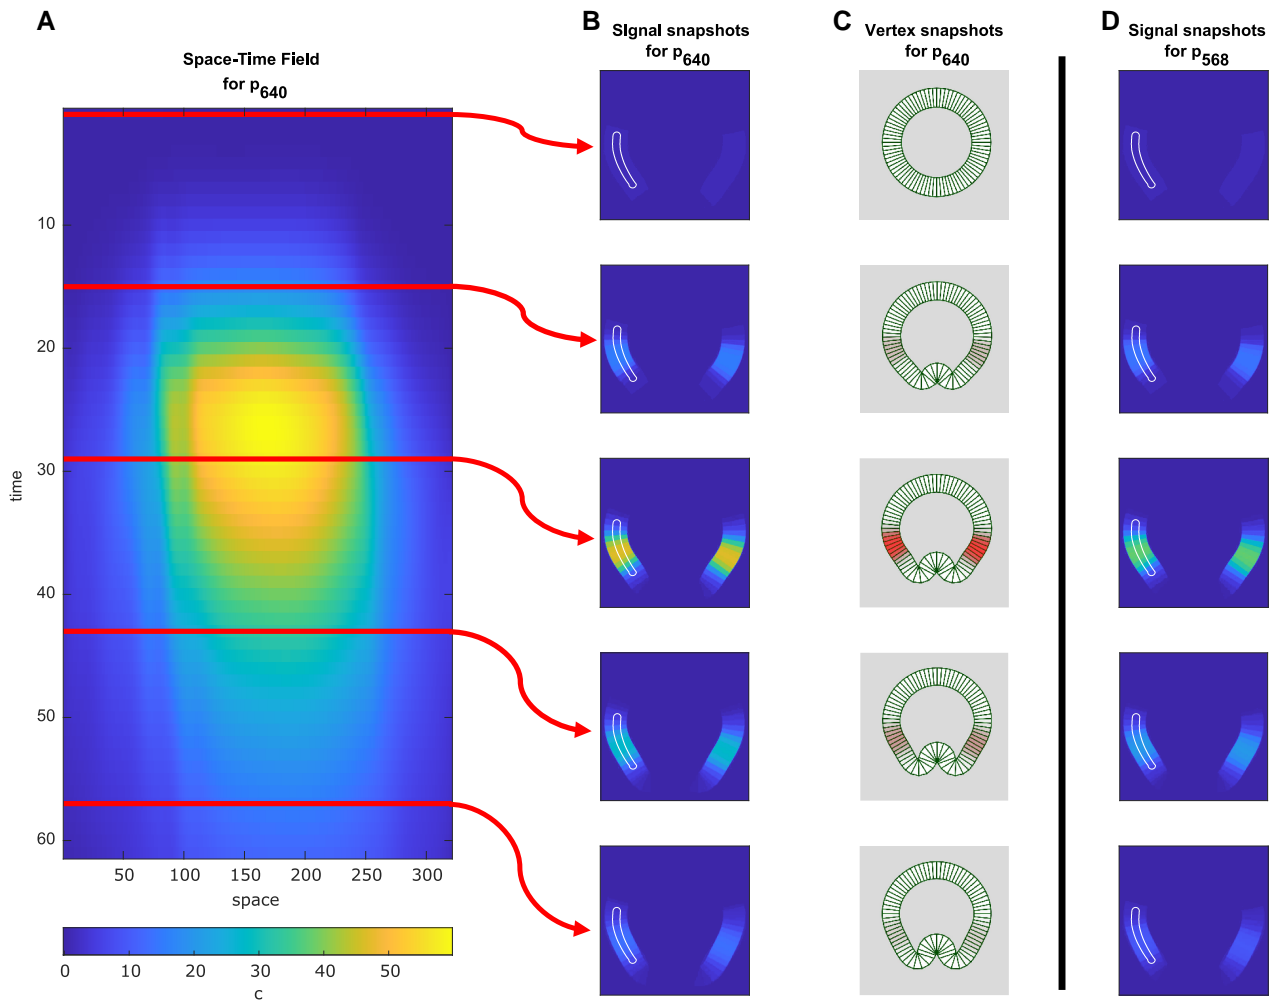 A
B
C
D
Space-Time Field
for p640
SIgnal snapshots
for p640
Vertex snapshots
for p640
Signal snapshots
for p568
10
20
30
40
50
60
time
50 100 150 200 250 300
space
0 10 20 30 40 50
c